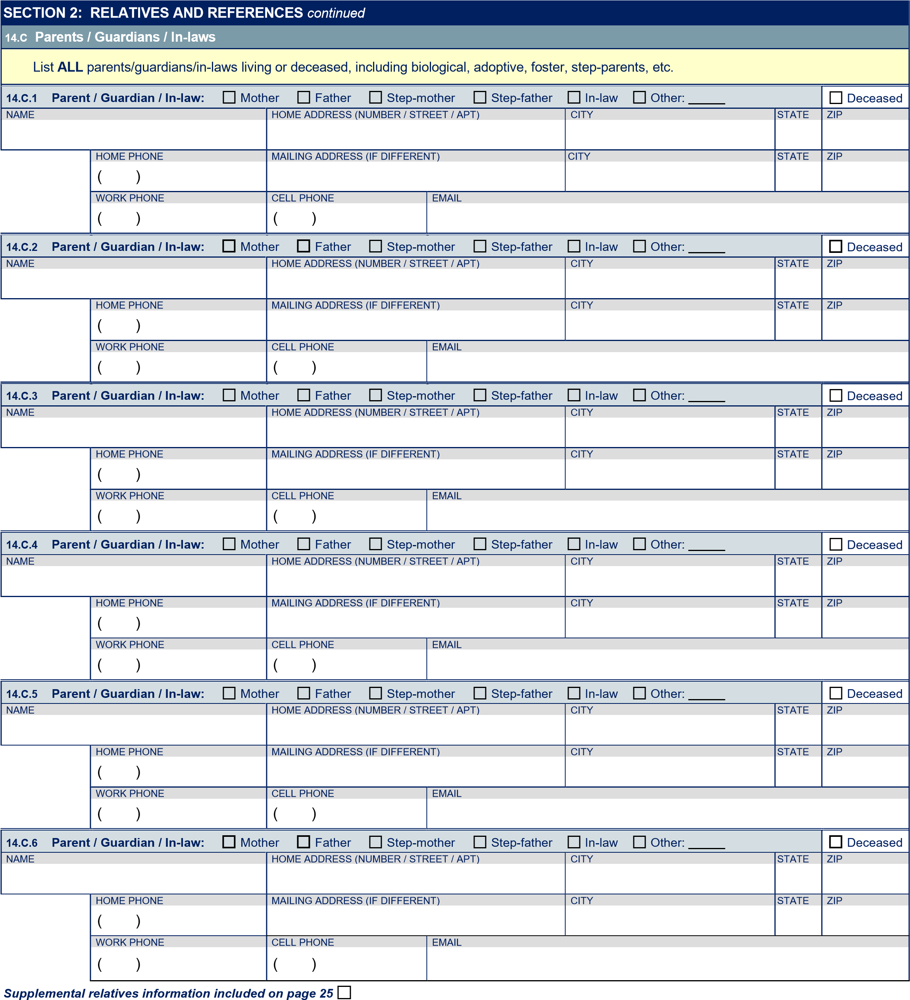 SECTION 2: RELATIVES AND REFERENCES continued
14.C Parents / Guardians / In-laws
List ALL parents/guardians/in-laws living or deceased, including biological, adoptive, foster, step-parents, etc.
14.C.1 Parent / Guardian / In-law: Mother Father Step-mother Step-father In-law Other: _____ Deceased
NAME HOME ADDRESS (NUMBER / STREET / APT) CITY STATE ZIP
HOME PHONE MAILING ADDRESS (IF DIFFERENT) CITY STATE ZIP
( )
WORK PHONE CELL PHONE EMAIL
( ) ( )
14.C.2 Parent / Guardian / In-law: Mother Father Step-mother Step-father In-law Other: _____ Deceased
NAME HOME ADDRESS (NUMBER / STREET / APT) CITY STATE ZIP
HOME PHONE MAILING ADDRESS (IF DIFFERENT) CITY STATE ZIP
( )
WORK PHONE CELL PHONE EMAIL
( ) ( )
14.C.3 Parent / Guardian / In-law: Mother Father Step-mother Step-father In-law Other: _____ Deceased
NAME HOME ADDRESS (NUMBER / STREET / APT) CITY STATE ZIP
HOME PHONE MAILING ADDRESS (IF DIFFERENT) CITY STATE ZIP
( )
WORK PHONE CELL PHONE EMAIL
( ) ( )
14.C.4 Parent / Guardian / In-law: Mother Father Step-mother Step-father In-law Other: _____ Deceased
NAME HOME ADDRESS (NUMBER / STREET / APT) CITY STATE ZIP
HOME PHONE MAILING ADDRESS (IF DIFFERENT) CITY STATE ZIP
( )
WORK PHONE CELL PHONE EMAIL
( ) ( )
14.C.5 Parent / Guardian / In-law: Mother Father Step-mother Step-father In-law Other: _____ Deceased
NAME HOME ADDRESS (NUMBER / STREET / APT) CITY STATE ZIP
HOME PHONE MAILING ADDRESS (IF DIFFERENT) CITY STATE ZIP
( )
WORK PHONE CELL PHONE EMAIL
( ) ( )
14.C.6 Parent / Guardian / In-law: Mother Father Step-mother Step-father In-law Other: _____ Deceased
NAME HOME ADDRESS (NUMBER / STREET / APT) CITY STATE ZIP
HOME PHONE MAILING ADDRESS (IF DIFFERENT) CITY STATE ZIP
( )
WORK PHONE CELL PHONE EMAIL
( ) ( )
Supplemental relatives information included on page 25